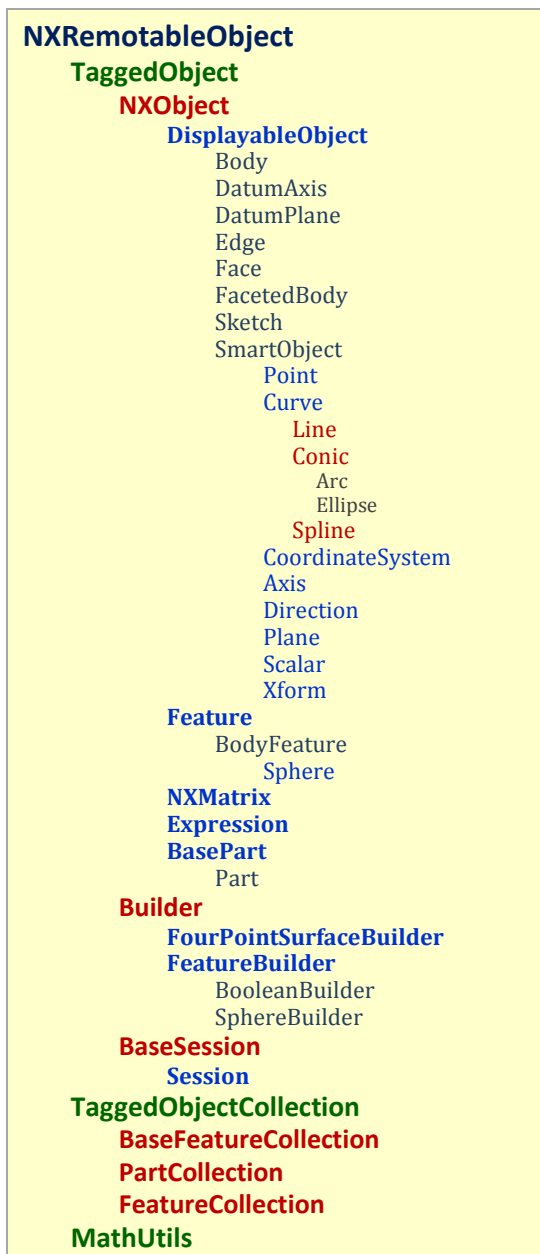 NXRemotableObject
TaggedObject
NXObject
DisplayableObject
Body
DatumAxis
DatumPlane
Edge
Face
FacetedBody
Sketch
SmartObject
Point
Curve
Line
Conic
Arc
Ellipse
Spline
CoordinateSystem
Axis
Direction
Plane
Scalar
Xform
Feature
BodyFeature
Sphere
NXMatrix
Expression
BasePart
Part
Builder
FourPointSurfaceBuilder
FeatureBuilder
BooleanBuilder
SphereBuilder
BaseSession
Session
TaggedObjectCollection
BaseFeatureCollection
PartCollection
FeatureCollection
MathUtils